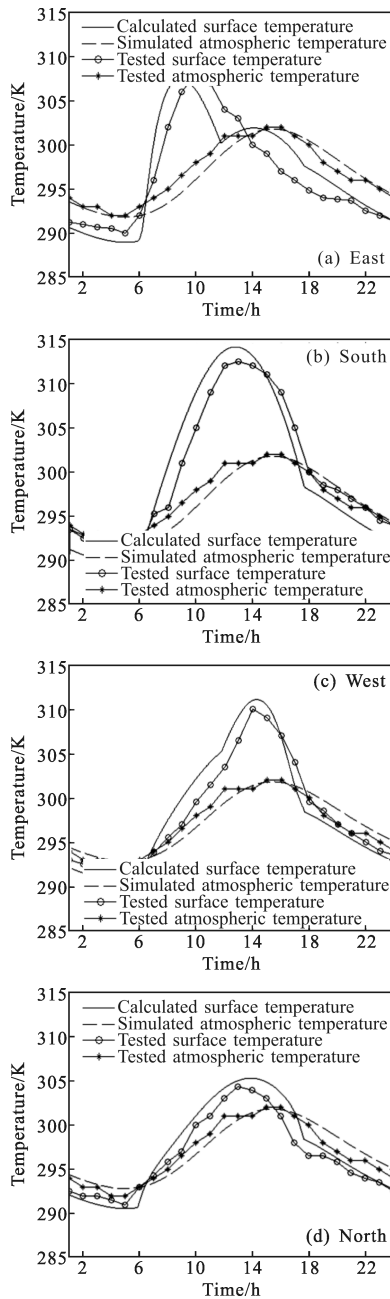 315
310
305
300
295
290
285
Temperature/K
Calculated surface temperature
Simulated atmospheric temperature
Tested surface temperature
Tested atmospheric temperature
(a) East
2 6 10 14 18 22
Time/h
315
310
305
300
295
290
285
Temperature/K
(b) South
Calculated surface temperature
Simulated atmospheric temperature
Tested surface temperature
Tested atmospheric temperature
2 6 10 14 18 22
Time/h
315
310
305
300
295
290
285
Temperature/K
(c) West
Calculated surface temperature
Simulated atmospheric temperature
Tested surface temperature
Tested atmospheric temperature
2 6 10 14 18 22
Time/h
315
310
305
300
295
290
285
Temperature/K
Calculated surface temperature
Simulated atmospheric temperature
Tested surface temperature
Tested atmospheric temperature
(d) North
2 6 10 14 18 22
Time/h